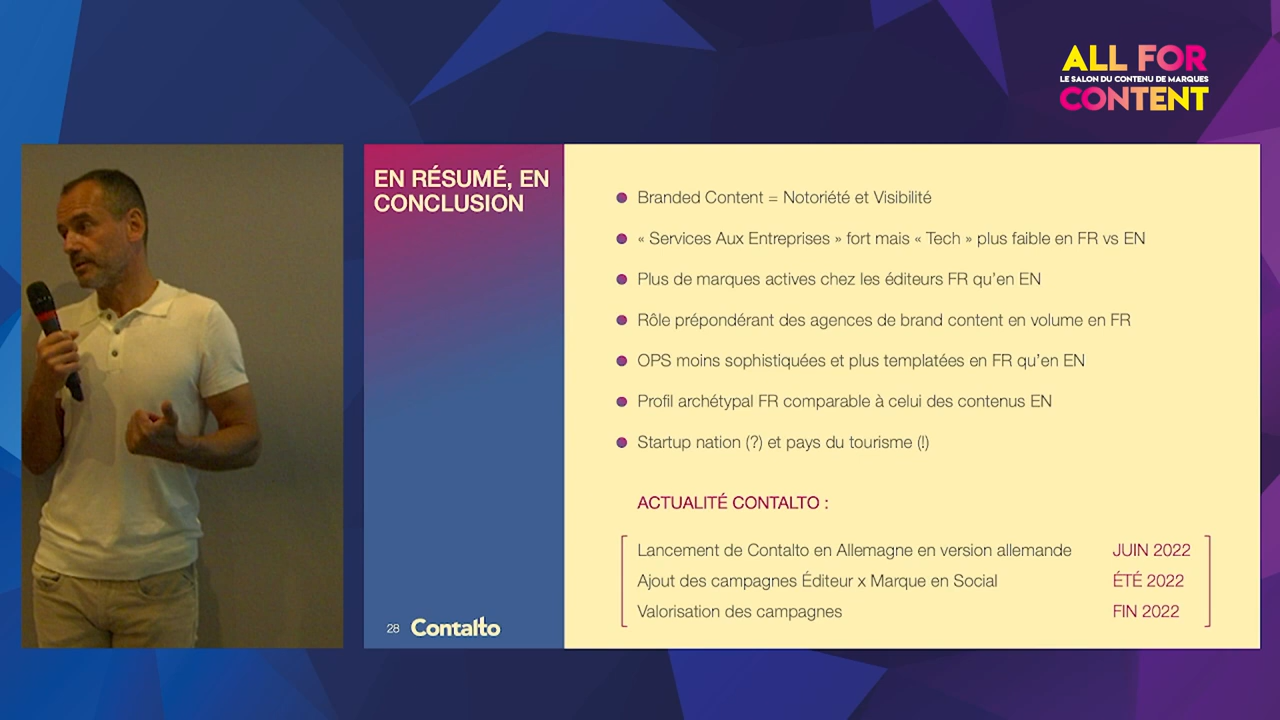 ALL FOR
LE SALON DU CONTENU DE MARQUES
CONTENT
EN RÉSUMÉ, EN
CONCLUSION
Branded Content = Notoriété et Visibilité
« Services Aux Entreprises » fort mais « Tech » plus faible en FR vs EN
Plus de marques actives chez les éditeurs FR qu'en EN
Rôle prépondérant des agences de brand content en volume en FR
OPS moins sophistiquées et plus templatées en FR qu'en EN
Profil archétypal FR comparable à celui des contenus EN
Startup nation (?) et pays du tourisme (!)
ACTUALITÉ CONTALTO :
Lancement de Contalto en Allemagne en version allemande JUIN 2022
Ajout des campagnes Éditeur x Marque en Social ÉTÉ 2022
Valorisation des campagnes FIN 2022
28 Contalto